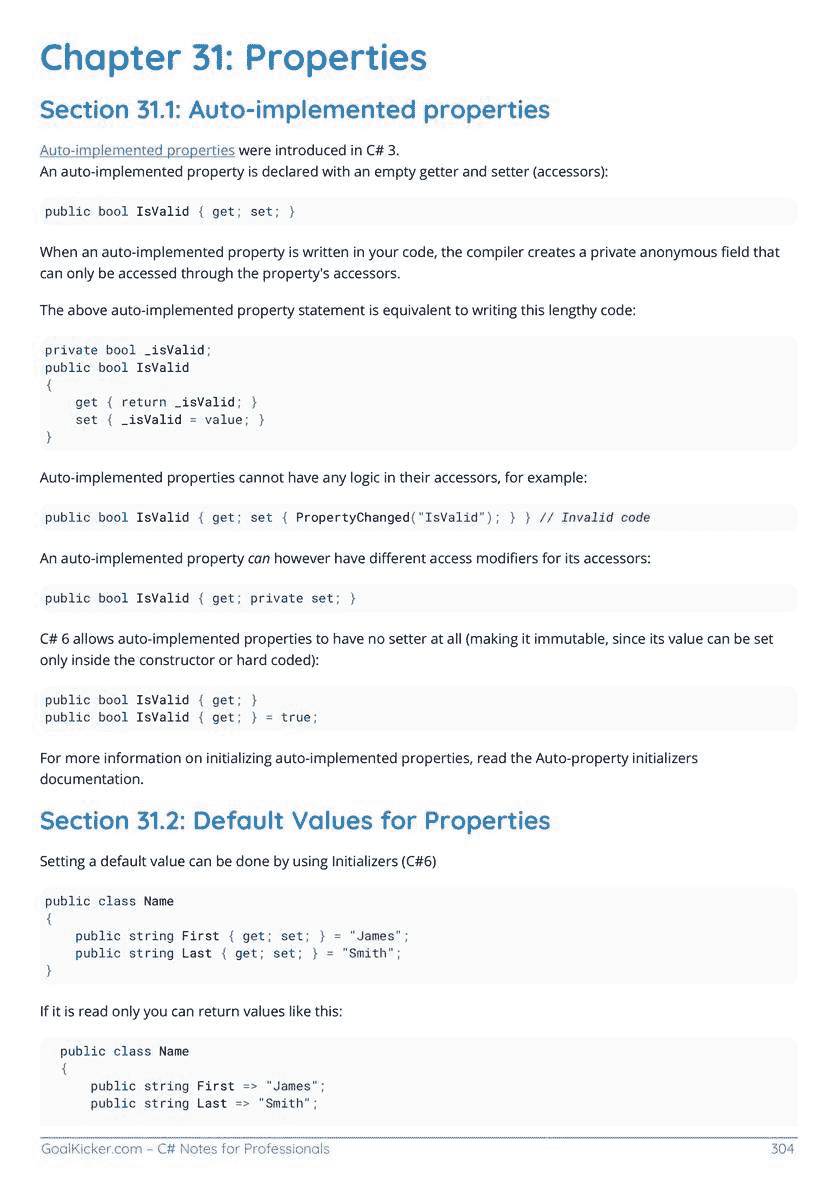 Chapter 31: Properties
Section 31.1: Auto-implemented properties
Auto-implemented properties were introduced in C# 3.
An auto-implemented property is declared with an empty getter and setter (accessors):
public bool IsValid { get; set; }
When an auto-implemented property is written in your code, the compiler creates a private anonymous field that
can only be accessed through the property's accessors.
The above auto-implemented property statement is equivalent to writing this lengthy code:
private bool _isValid;
public bool IsValid
{
    get { return _isValid; }
    set { _isValid = value; }
}
Auto-implemented properties cannot have any logic in their accessors, for example:
public bool IsValid { get; set { PropertyChanged("IsValid"); } } // Invalid code
An auto-implemented property can however have different access modifiers for its accessors:
public bool IsValid { get; private set; }
C# 6 allows auto-implemented properties to have no setter at all (making it immutable, since its value can be set
only inside the constructor or hard coded):
public bool IsValid { get; }
public bool IsValid { get; } = true;
For more information on initializing auto-implemented properties, read the Auto-property initializers
documentation.
Section 31.2: Default Values for Properties
Setting a default value can be done by using Initializers (C#6)
public class Name
{
    public string First { get; set; } = "James";
    public string Last { get; set; } = "Smith";
}
If it is read only you can return values like this:
  public class Name
  {
      public string First => "James";
      public string Last => "Smith";
GoalKicker.com – C# Notes for Professionals 304